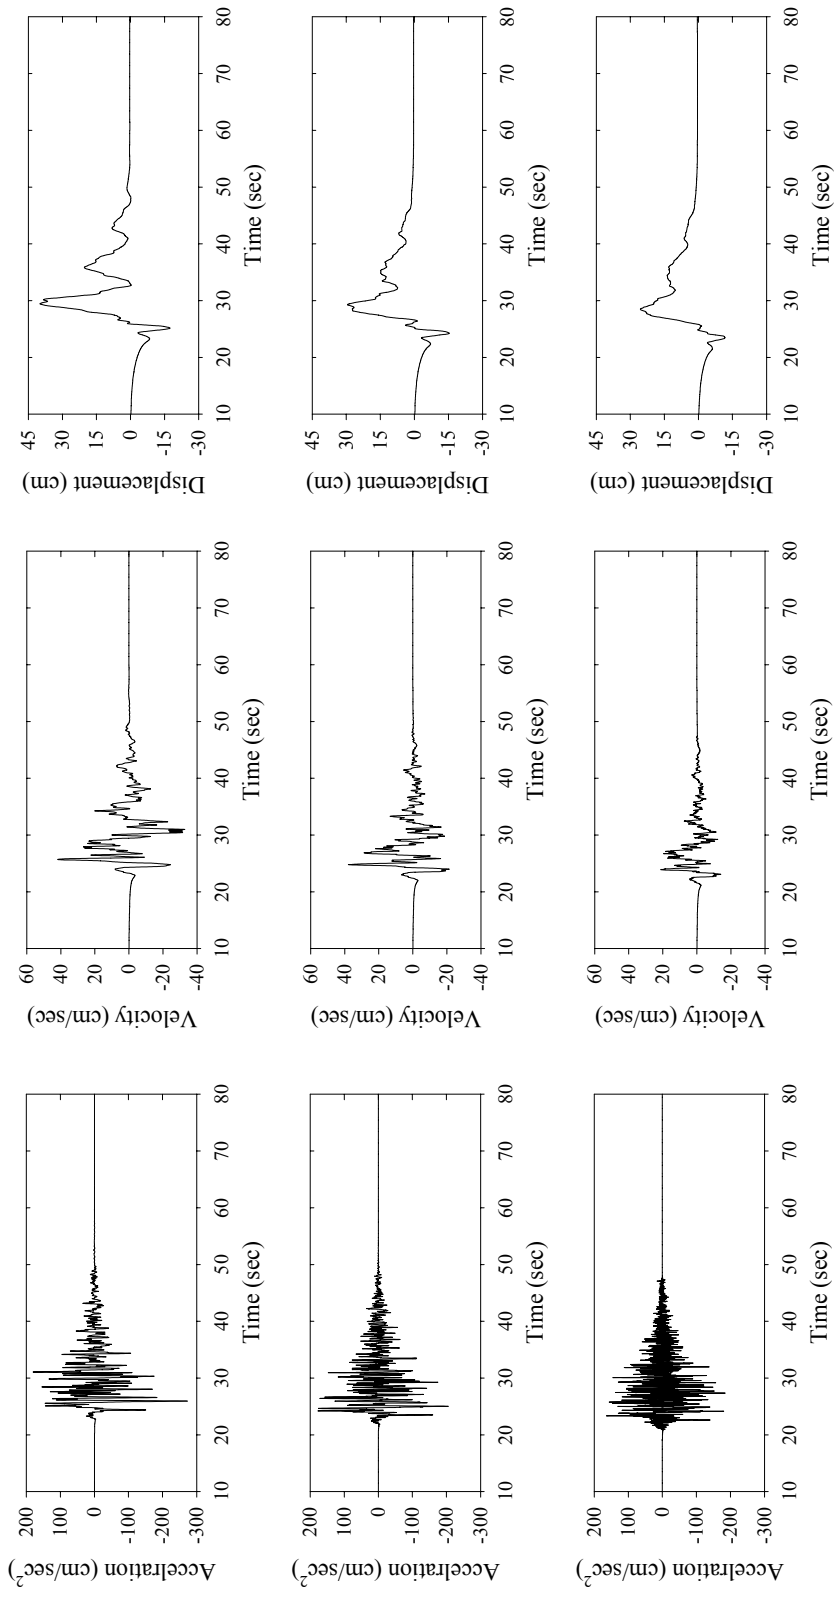 Accelration (cm/sec²)
200
100
0
-100
-200
-300
10 20 30 40 50 60 70 80
Time (sec)
Velocity (cm/sec)
60
40
20
0
-20
-40
10 20 30 40 50 60 70 80
Time (sec)
Displacement (cm)
45
30
15
0
-15
-30
10 20 30 40 50 60 70 80
Time (sec)
Accelration (cm/sec²)
200
100
0
-100
-200
-300
10 20 30 40 50 60 70 80
Time (sec)
Velocity (cm/sec)
60
40
20
0
-20
-40
10 20 30 40 50 60 70 80
Time (sec)
Displacement (cm)
45
30
15
0
-15
-30
10 20 30 40 50 60 70 80
Time (sec)
Accelration (cm/sec²)
200
100
0
-100
-200
-300
10 20 30 40 50 60 70 80
Time (sec)
Velocity (cm/sec)
60
40
20
0
-20
-40
10 20 30 40 50 60 70 80
Time (sec)
Displacement (cm)
45
30
15
0
-15
-30
10 20 30 40 50 60 70 80
Time (sec)